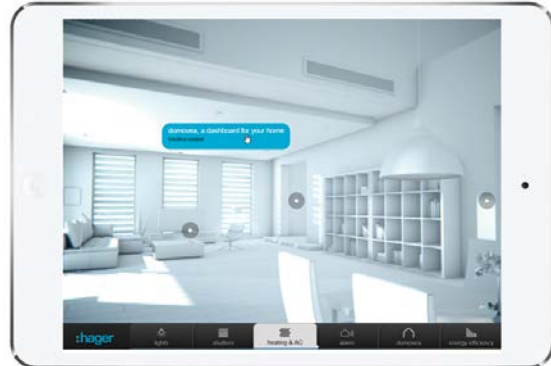 domovea, a dashboard for your home
:hager
lights
shutters
heating & AC
alarm
domovea
energy efficiency